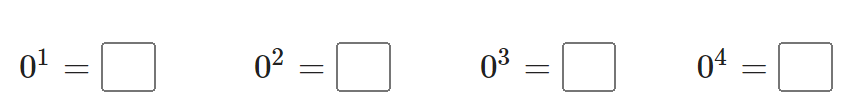 0¹ = 0² = 0³ = 0⁴ =